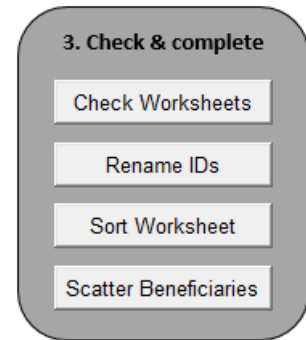 3. Check & complete
Check Worksheets
Rename IDs
Sort Worksheet
Scatter Beneficiaries